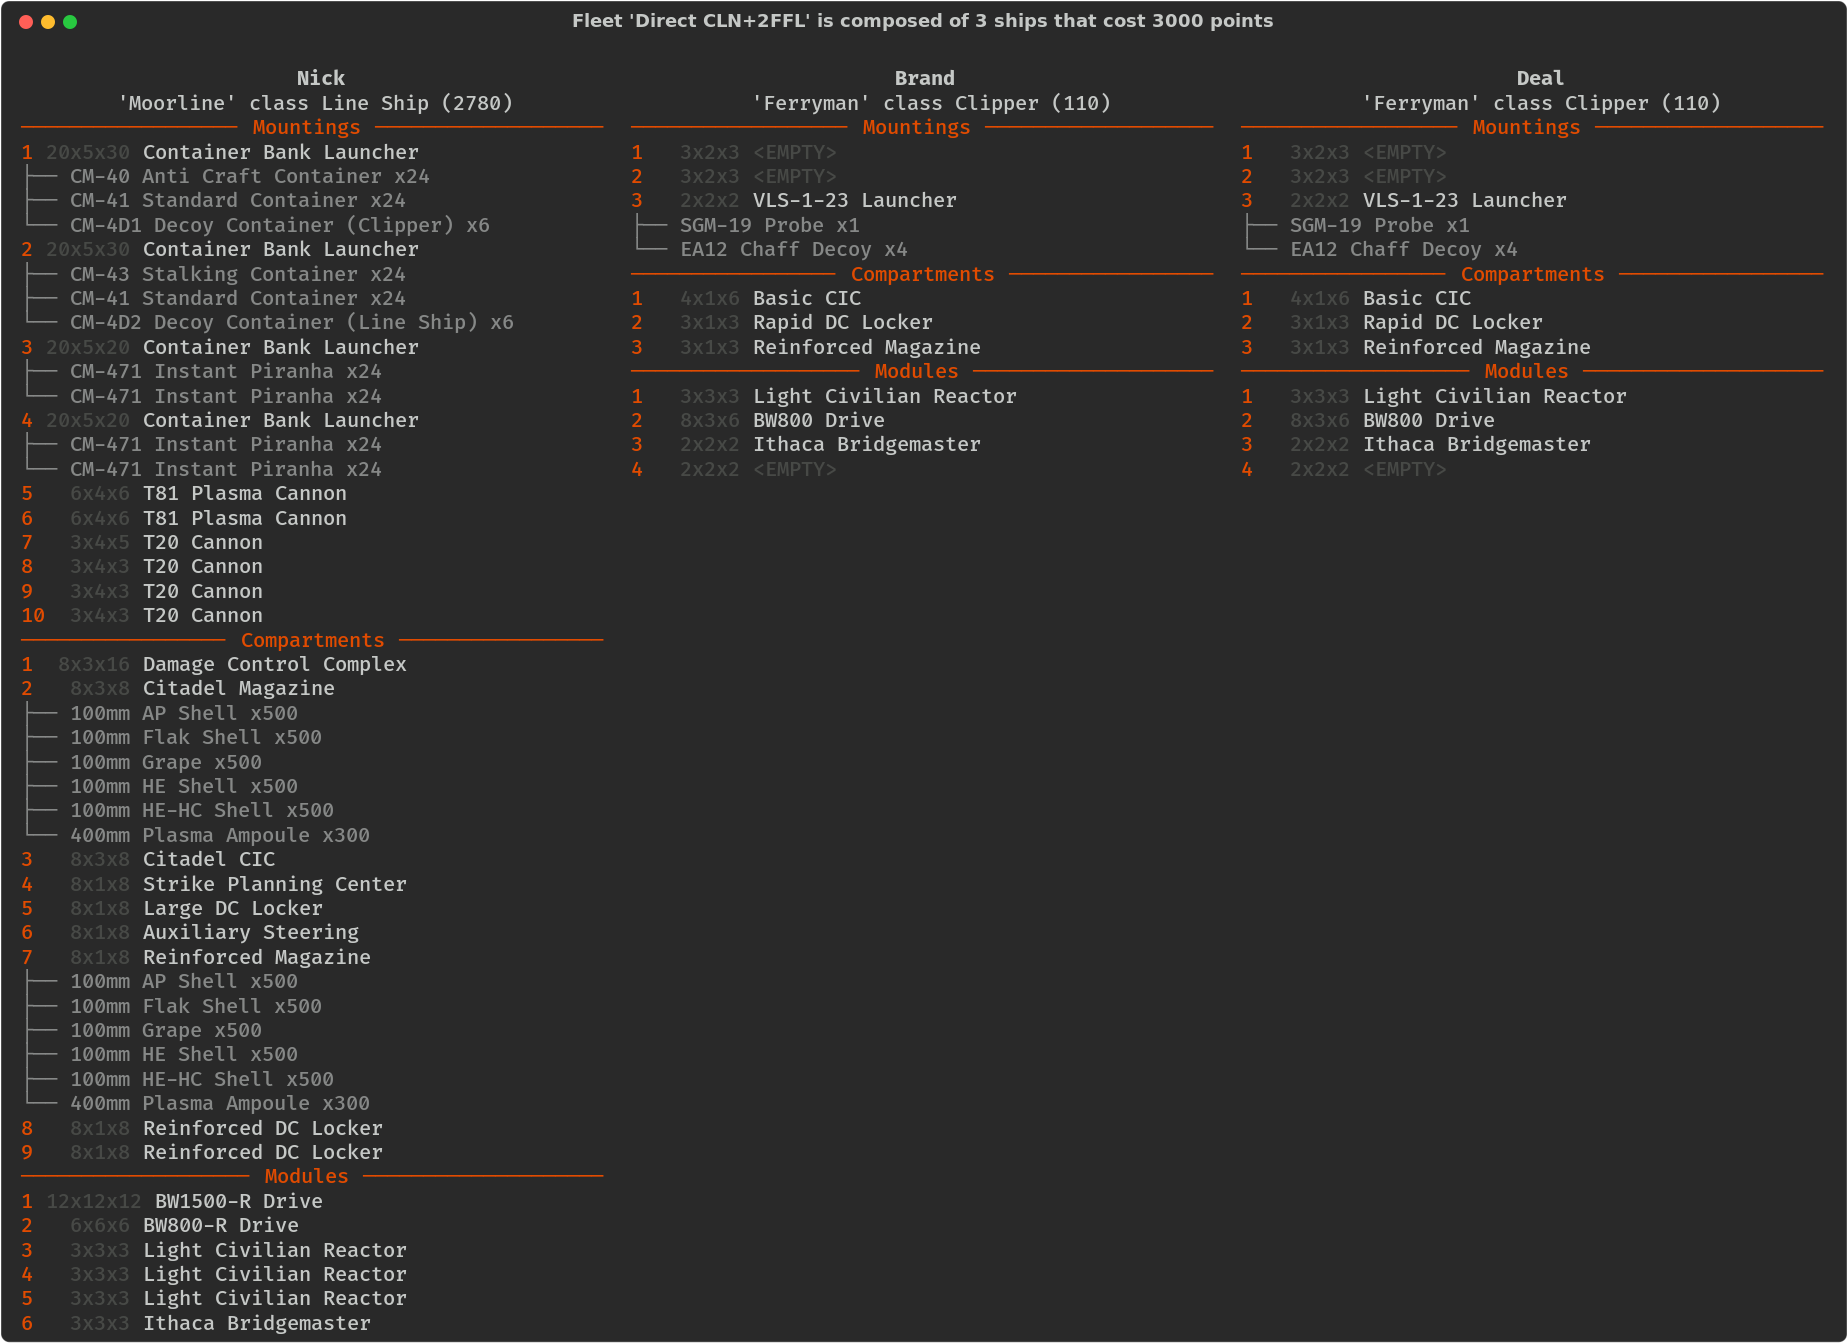 Fleet 'Direct CLN+2FFL' is composed of 3 ships that cost 3000 points
Nick
'Moorline' class Line Ship (2780)
Mountings
1 20x5x30 Container Bank Launcher
CM-40 Anti Craft Container x24
CM-41 Standard Container x24
CM-4D1 Decoy Container (Clipper) x6
2 20x5x30 Container Bank Launcher
CM-43 Stalking Container x24
CM-41 Standard Container x24
CM-4D2 Decoy Container (Line Ship) x6
3 20x5x20 Container Bank Launcher
CM-471 Instant Piranha x24
CM-471 Instant Piranha x24
4 20x5x20 Container Bank Launcher
CM-471 Instant Piranha x24
CM-471 Instant Piranha x24
5 6x4x6 T81 Plasma Cannon
6 6x4x6 T81 Plasma Cannon
7 3x4x5 T20 Cannon
8 3x4x3 T20 Cannon
9 3x4x3 T20 Cannon
10 3x4x3 T20 Cannon
Compartments
1 8x3x16 Damage Control Complex
2 8x3x8 Citadel Magazine
100mm AP Shell x500
100mm Flak Shell x500
100mm Grape x500
100mm HE Shell x500
100mm HE-HC Shell x500
400mm Plasma Ampoule x300
3 8x3x8 Citadel CIC
4 8x1x8 Strike Planning Center
5 8x1x8 Large DC Locker
6 8x1x8 Auxiliary Steering
7 8x1x8 Reinforced Magazine
100mm AP Shell x500
100mm Flak Shell x500
100mm Grape x500
100mm HE Shell x500
100mm HE-HC Shell x500
400mm Plasma Ampoule x300
8 8x1x8 Reinforced DC Locker
9 8x1x8 Reinforced DC Locker
Modules
1 12x12x12 BW1500-R Drive
2 6x6x6 BW800-R Drive
3 3x3x3 Light Civilian Reactor
4 3x3x3 Light Civilian Reactor
5 3x3x3 Light Civilian Reactor
6 3x3x3 Ithaca Bridgemaster
Brand
'Ferryman' class Clipper (110)
Mountings
1 3x2x3 <EMPTY>
2 3x2x3 <EMPTY>
3 2x2x2 VLS-1-23 Launcher
SGM-19 Probe x1
EA12 Chaff Decoy x4
Compartments
1 4x1x6 Basic CIC
2 3x1x3 Rapid DC Locker
3 3x1x3 Reinforced Magazine
Modules
1 3x3x3 Light Civilian Reactor
2 8x3x6 BW800 Drive
3 2x2x2 Ithaca Bridgemaster
4 2x2x2 <EMPTY>
Deal
'Ferryman' class Clipper (110)
Mountings
1 3x2x3 <EMPTY>
2 3x2x3 <EMPTY>
3 2x2x2 VLS-1-23 Launcher
SGM-19 Probe x1
EA12 Chaff Decoy x4
Compartments
1 4x1x6 Basic CIC
2 3x1x3 Rapid DC Locker
3 3x1x3 Reinforced Magazine
Modules
1 3x3x3 Light Civilian Reactor
2 8x3x6 BW800 Drive
3 2x2x2 Ithaca Bridgemaster
4 2x2x2 <EMPTY>